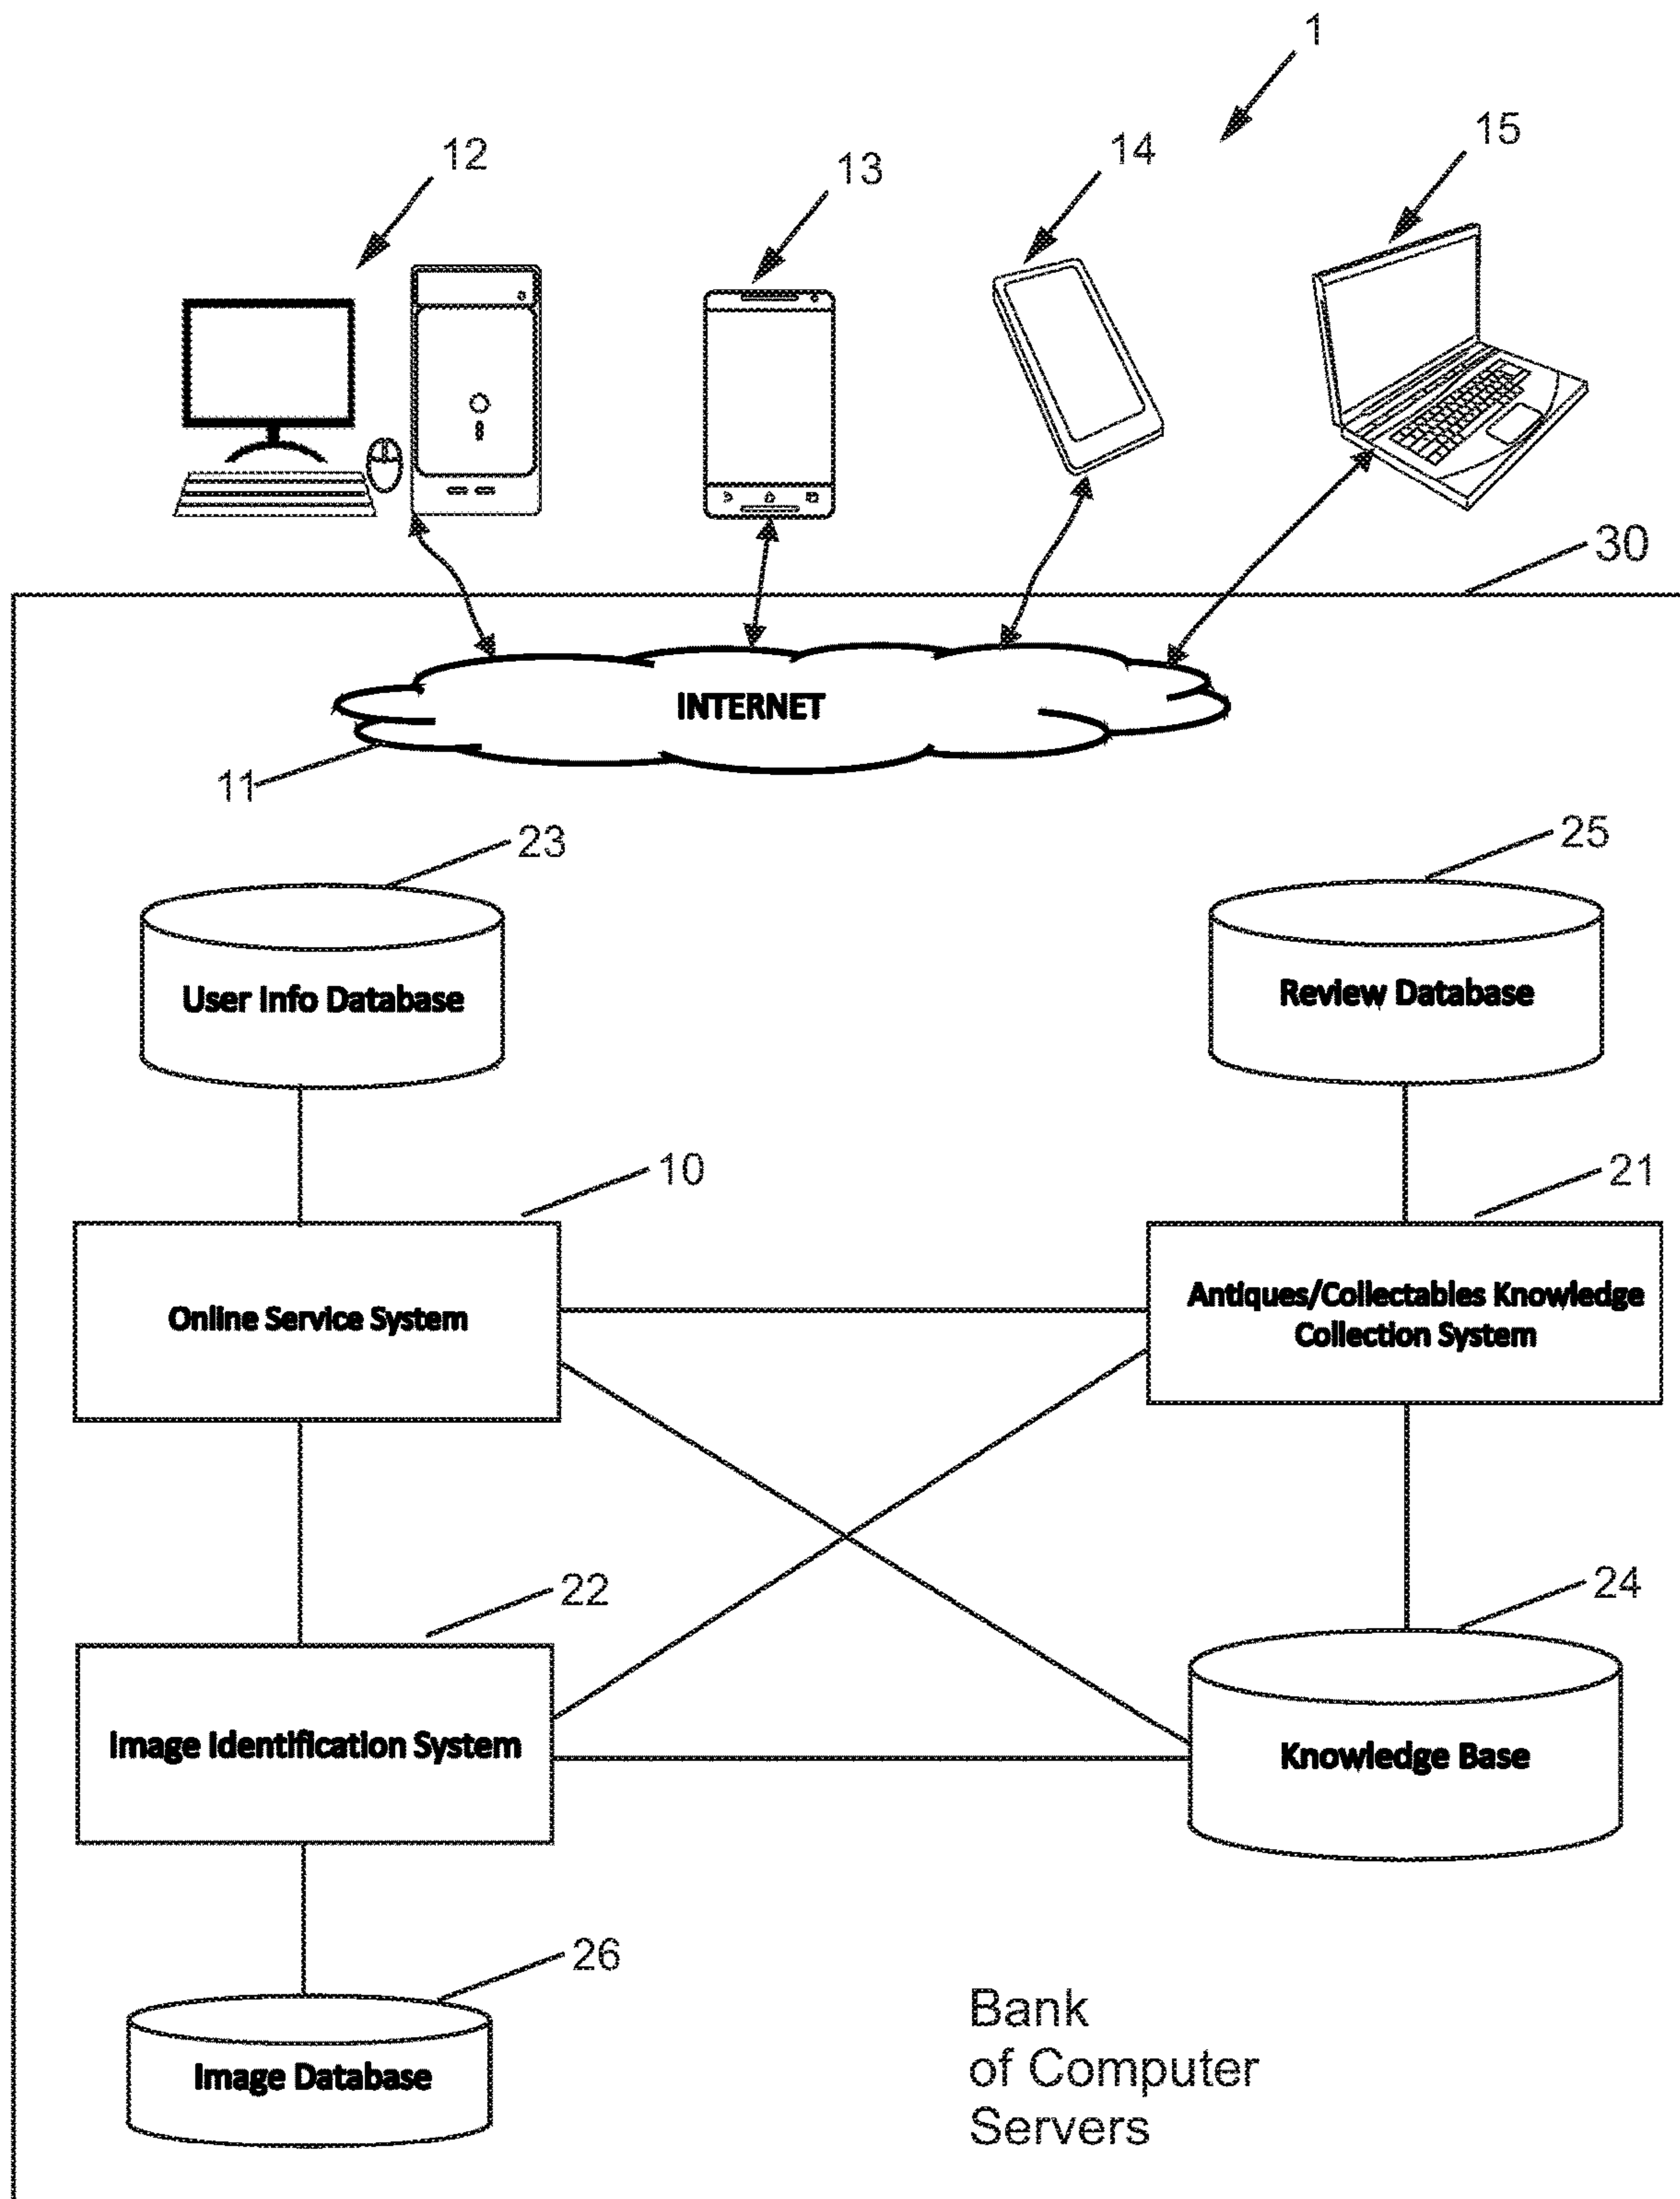 1
12
13
14
15
30
INTERNET
11
23
25
User Info Database
Review Database
10
21
Online Service System
Antiques/Collectables Knowledge
Collection System
22
24
Image Identification System
Knowledge Base
26
Image Database
Bank
of Computer
Servers